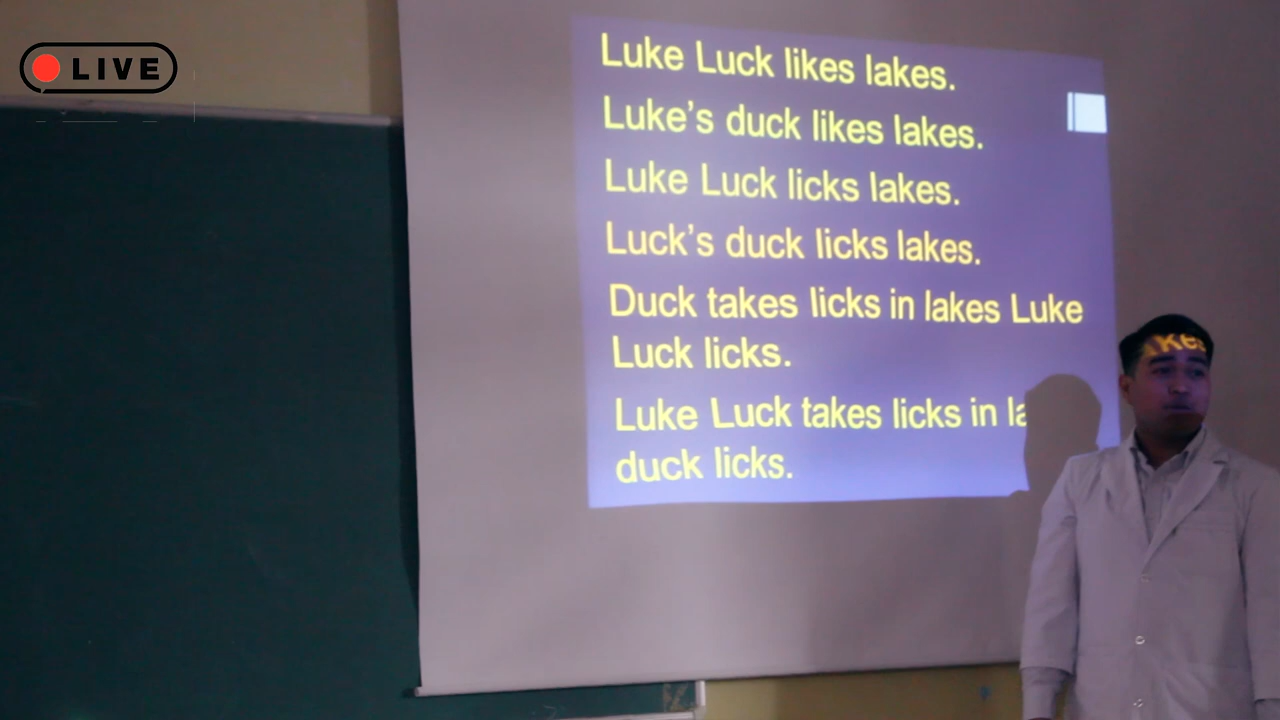 LIVE
Luke Luck likes lakes.
Luke’s duck likes lakes.
Luke Luck licks lakes.
Luck’s duck licks lakes.
Duck takes licks in lakes Luke
Luck licks.
Luke Luck takes licks in
duck licks.